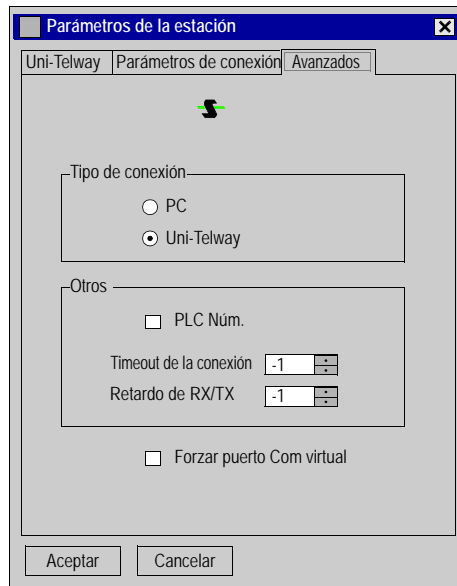 Parámetros de la estación
Uni-Telway Parámetros de conexión Avanzados
Tipo de conexión
PC
Uni-Telway
Otros
PLC Núm.
Timeout de la conexión -1
Retardo de RX/TX -1
Forzar puerto Com virtual
Aceptar Cancelar